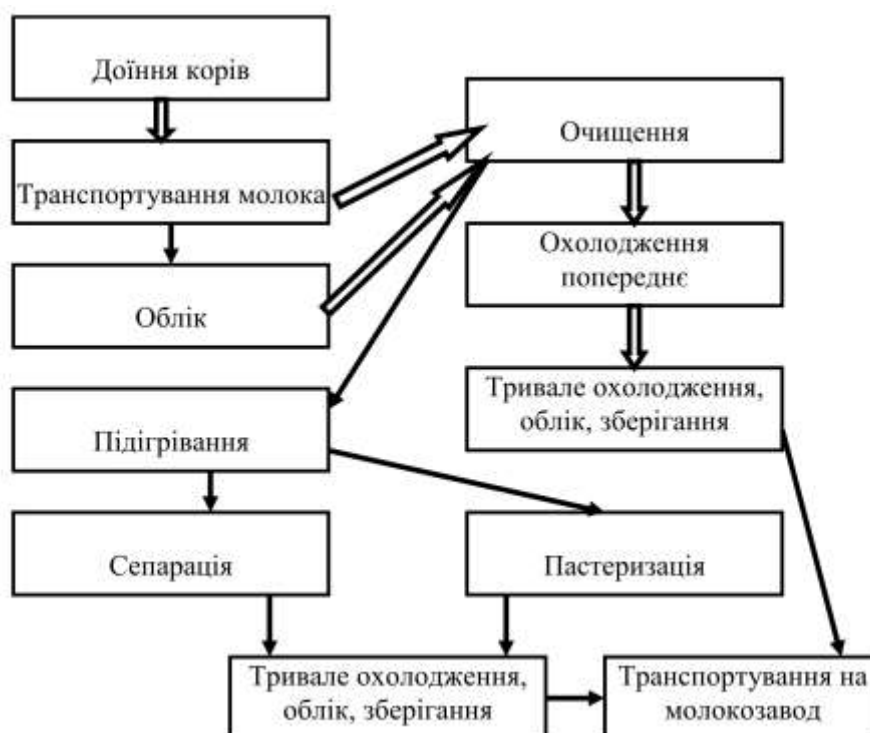 Доїння корів
Очищення
Транспортування молока
Охолодження
попереднє
Облік
Тривале охолодження,
облік, зберігання
Підігрівання
Сепарація
Пастеризація
Тривале охолодження,
облік, зберігання
Транспортування на
молокозавод